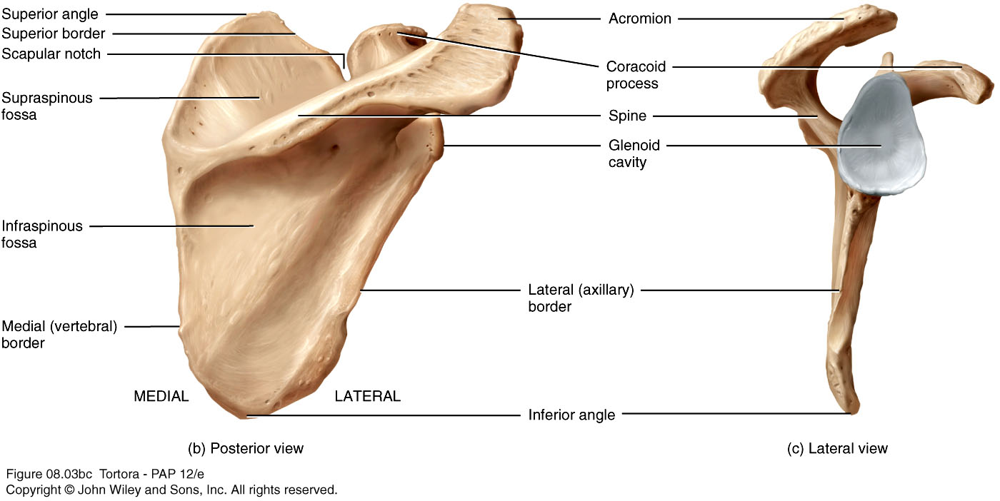 Superior angle
Superior border
Scapular notch
Supraspinous
fossa
Infraspinous
fossa
Medial (vertebral)
border
MEDIAL
LATERAL
Acromion
Coracoid
process
Spine
Glenoid
cavity
Lateral (axillary)
border
Inferior angle
(b) Posterior view
(c) Lateral view
Figure 08.03bc Tortora - PAP 12/e
Copyright © John Wiley and Sons, Inc. All rights reserved.